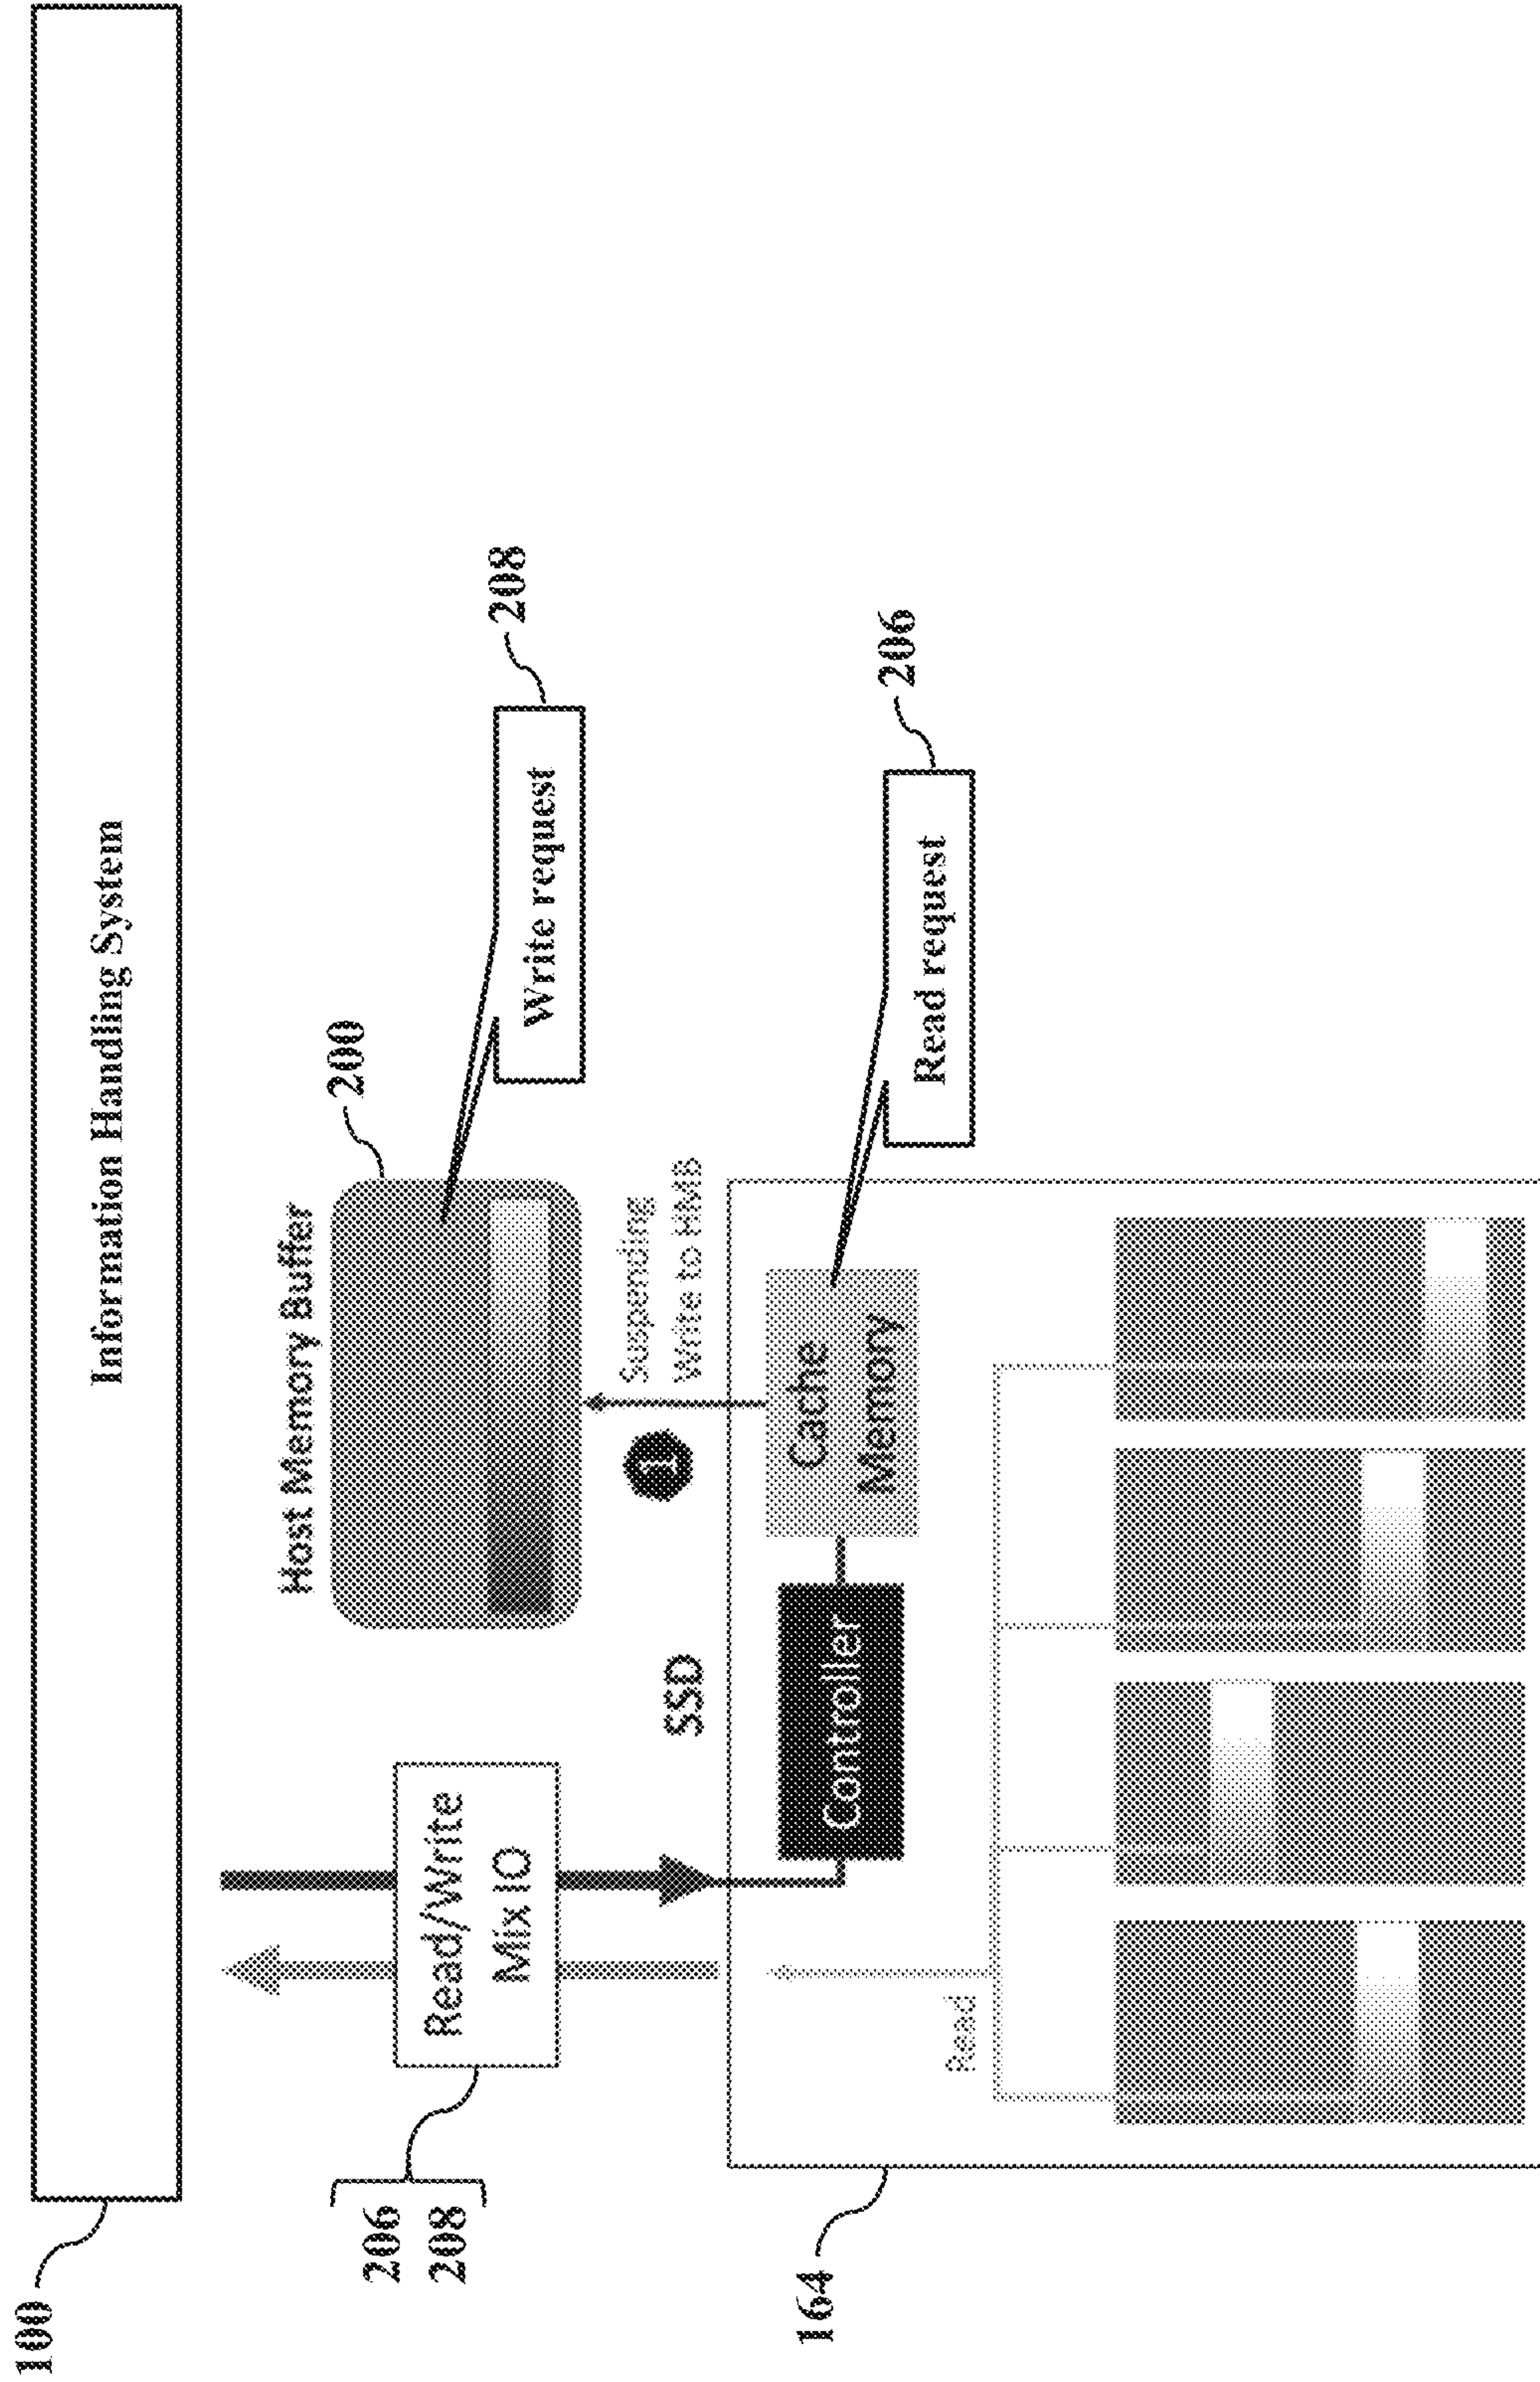 100
Information Handling System
Host Memory Buffer
200
206
208
Read/Write
Mix IO
Write request
208
SSD
1
Suspending
Write to HMB
164
Controller
Cache
Memory
Read request
206
Read